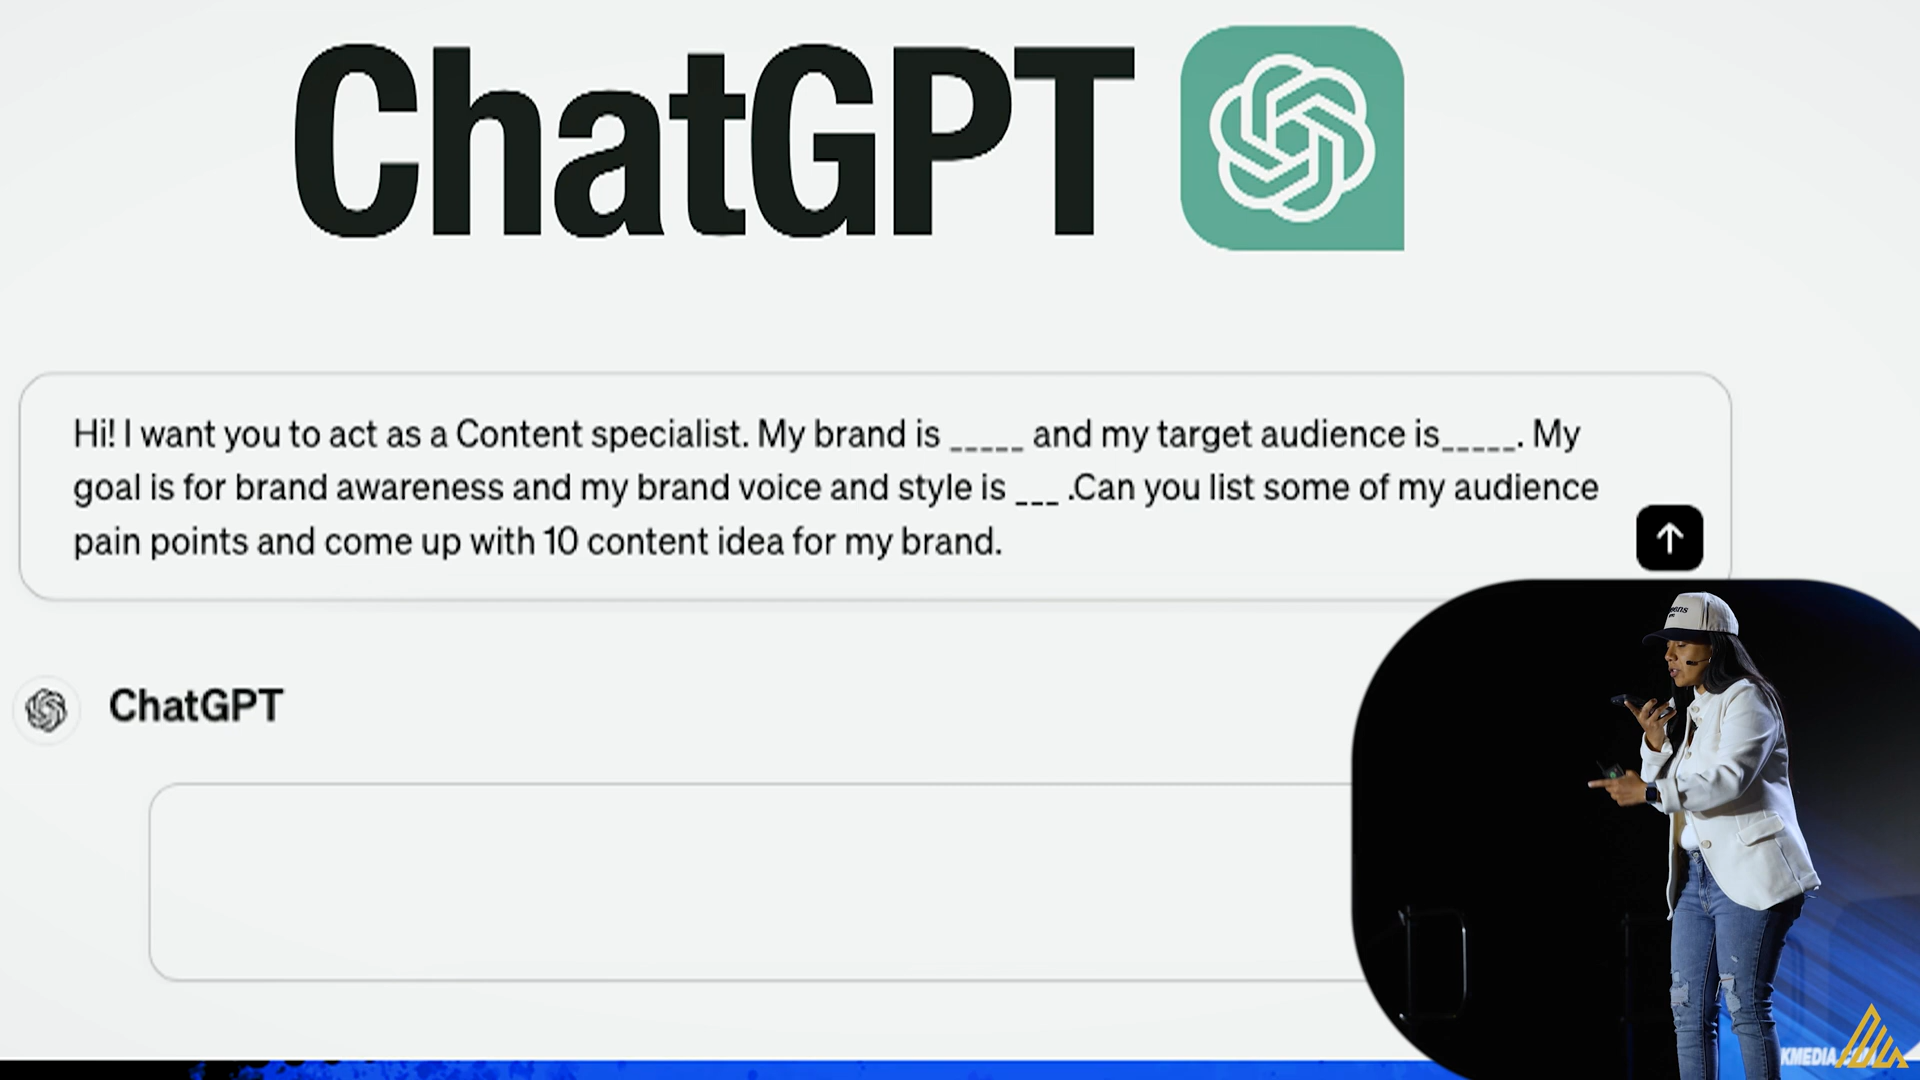 ChatGPT
Hi! I want you to act as a Content specialist. My brand is _____ and my target audience is_____. My
goal is for brand awareness and my brand voice and style is ___ .Can you list some of my audience
pain points and come up with 10 content idea for my brand.
ChatGPT